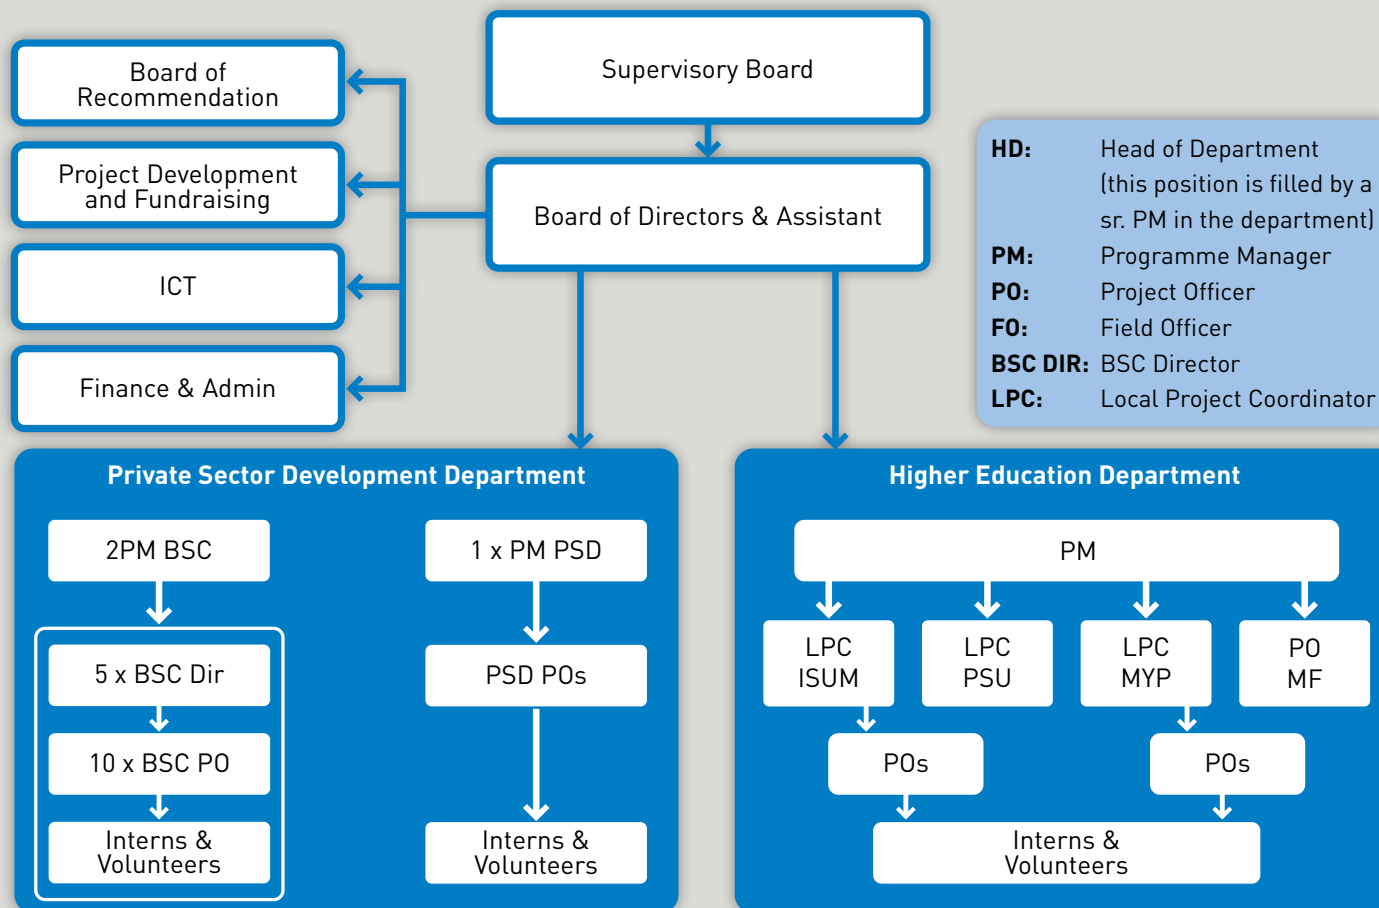 Supervisory Board
Board of
Recommendation
Project Development
and Fundraising
ICT
Finance & Admin
Board of Directors & Assistant
HD: Head of Department
(this position is filled by a
sr. PM in the department)
PM: Programme Manager
PO: Project Officer
FO: Field Officer
BSC DIR: BSC Director
LPC: Local Project Coordinator
Private Sector Development Department
2PM BSC
5 x BSC Dir
10 x BSC PO
Interns &
Volunteers
1 x PM PSD
PSD POs
Interns &
Volunteers
Higher Education Department
PM
LPC
ISUM
LPC
PSU
LPC
MYP
PO
MF
POs
POs
Interns &
Volunteers